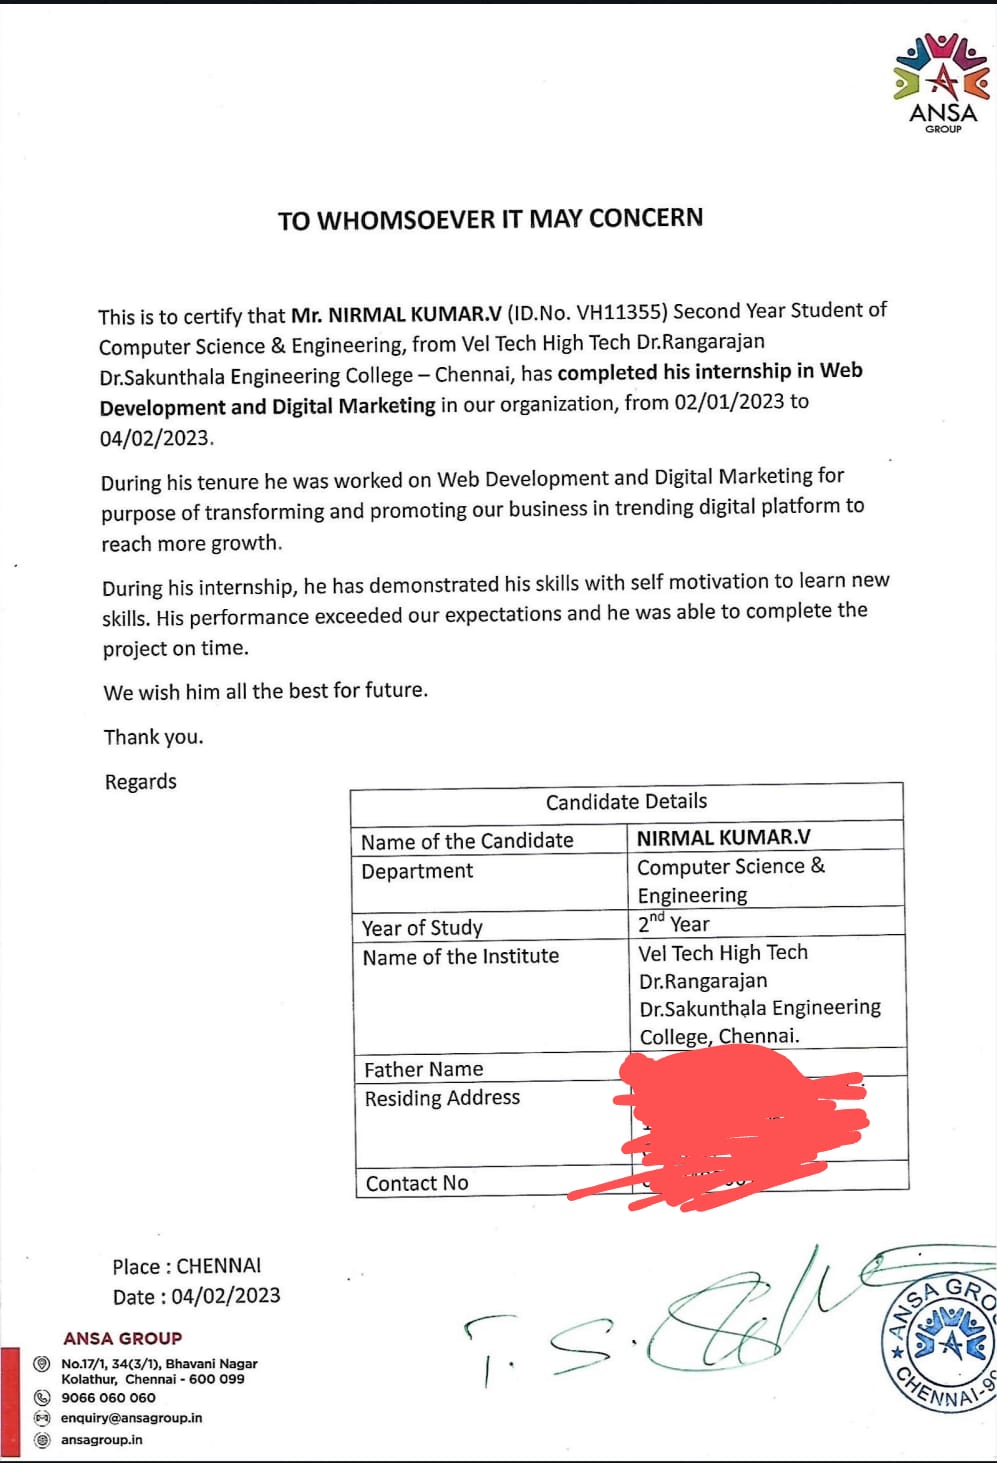 ANSA
GROUP
TO WHOMSOEVER IT MAY CONCERN
This is to certify that Mr. NIRMAL KUMAR.V (ID.No. VH11355) Second Year Student of
Computer Science & Engineering, from Vel Tech High Tech Dr.Rangarajan
Dr.Sakunthala Engineering College – Chennai, has completed his internship in Web
Development and Digital Marketing in our organization, from 02/01/2023 to
04/02/2023.
During his tenure he was worked on Web Development and Digital Marketing for
purpose of transforming and promoting our business in trending digital platform to
reach more growth.
During his internship, he has demonstrated his skills with self motivation to learn new
skills. His performance exceeded our expectations and he was able to complete the
project on time.
We wish him all the best for future.
Thank you.
Regards
Candidate Details
Name of the Candidate NIRMAL KUMAR.V
Department Computer Science &
Engineering
Year of Study 2nd Year
Name of the Institute Vel Tech High Tech
Dr.Rangarajan
Dr.Sakunthala Engineering
College, Chennai.
Father Name
Residing Address
Contact No
Place : CHENNAI
Date : 04/02/2023
T. S.
ANSA GRO
CHENNAI-99
ANSA GROUP
No.17/1, 34(3/1), Bhavani Nagar
Kolathur, Chennai - 600 099
9066 060 060
enquiry@ansagroup.in
ansagroup.in